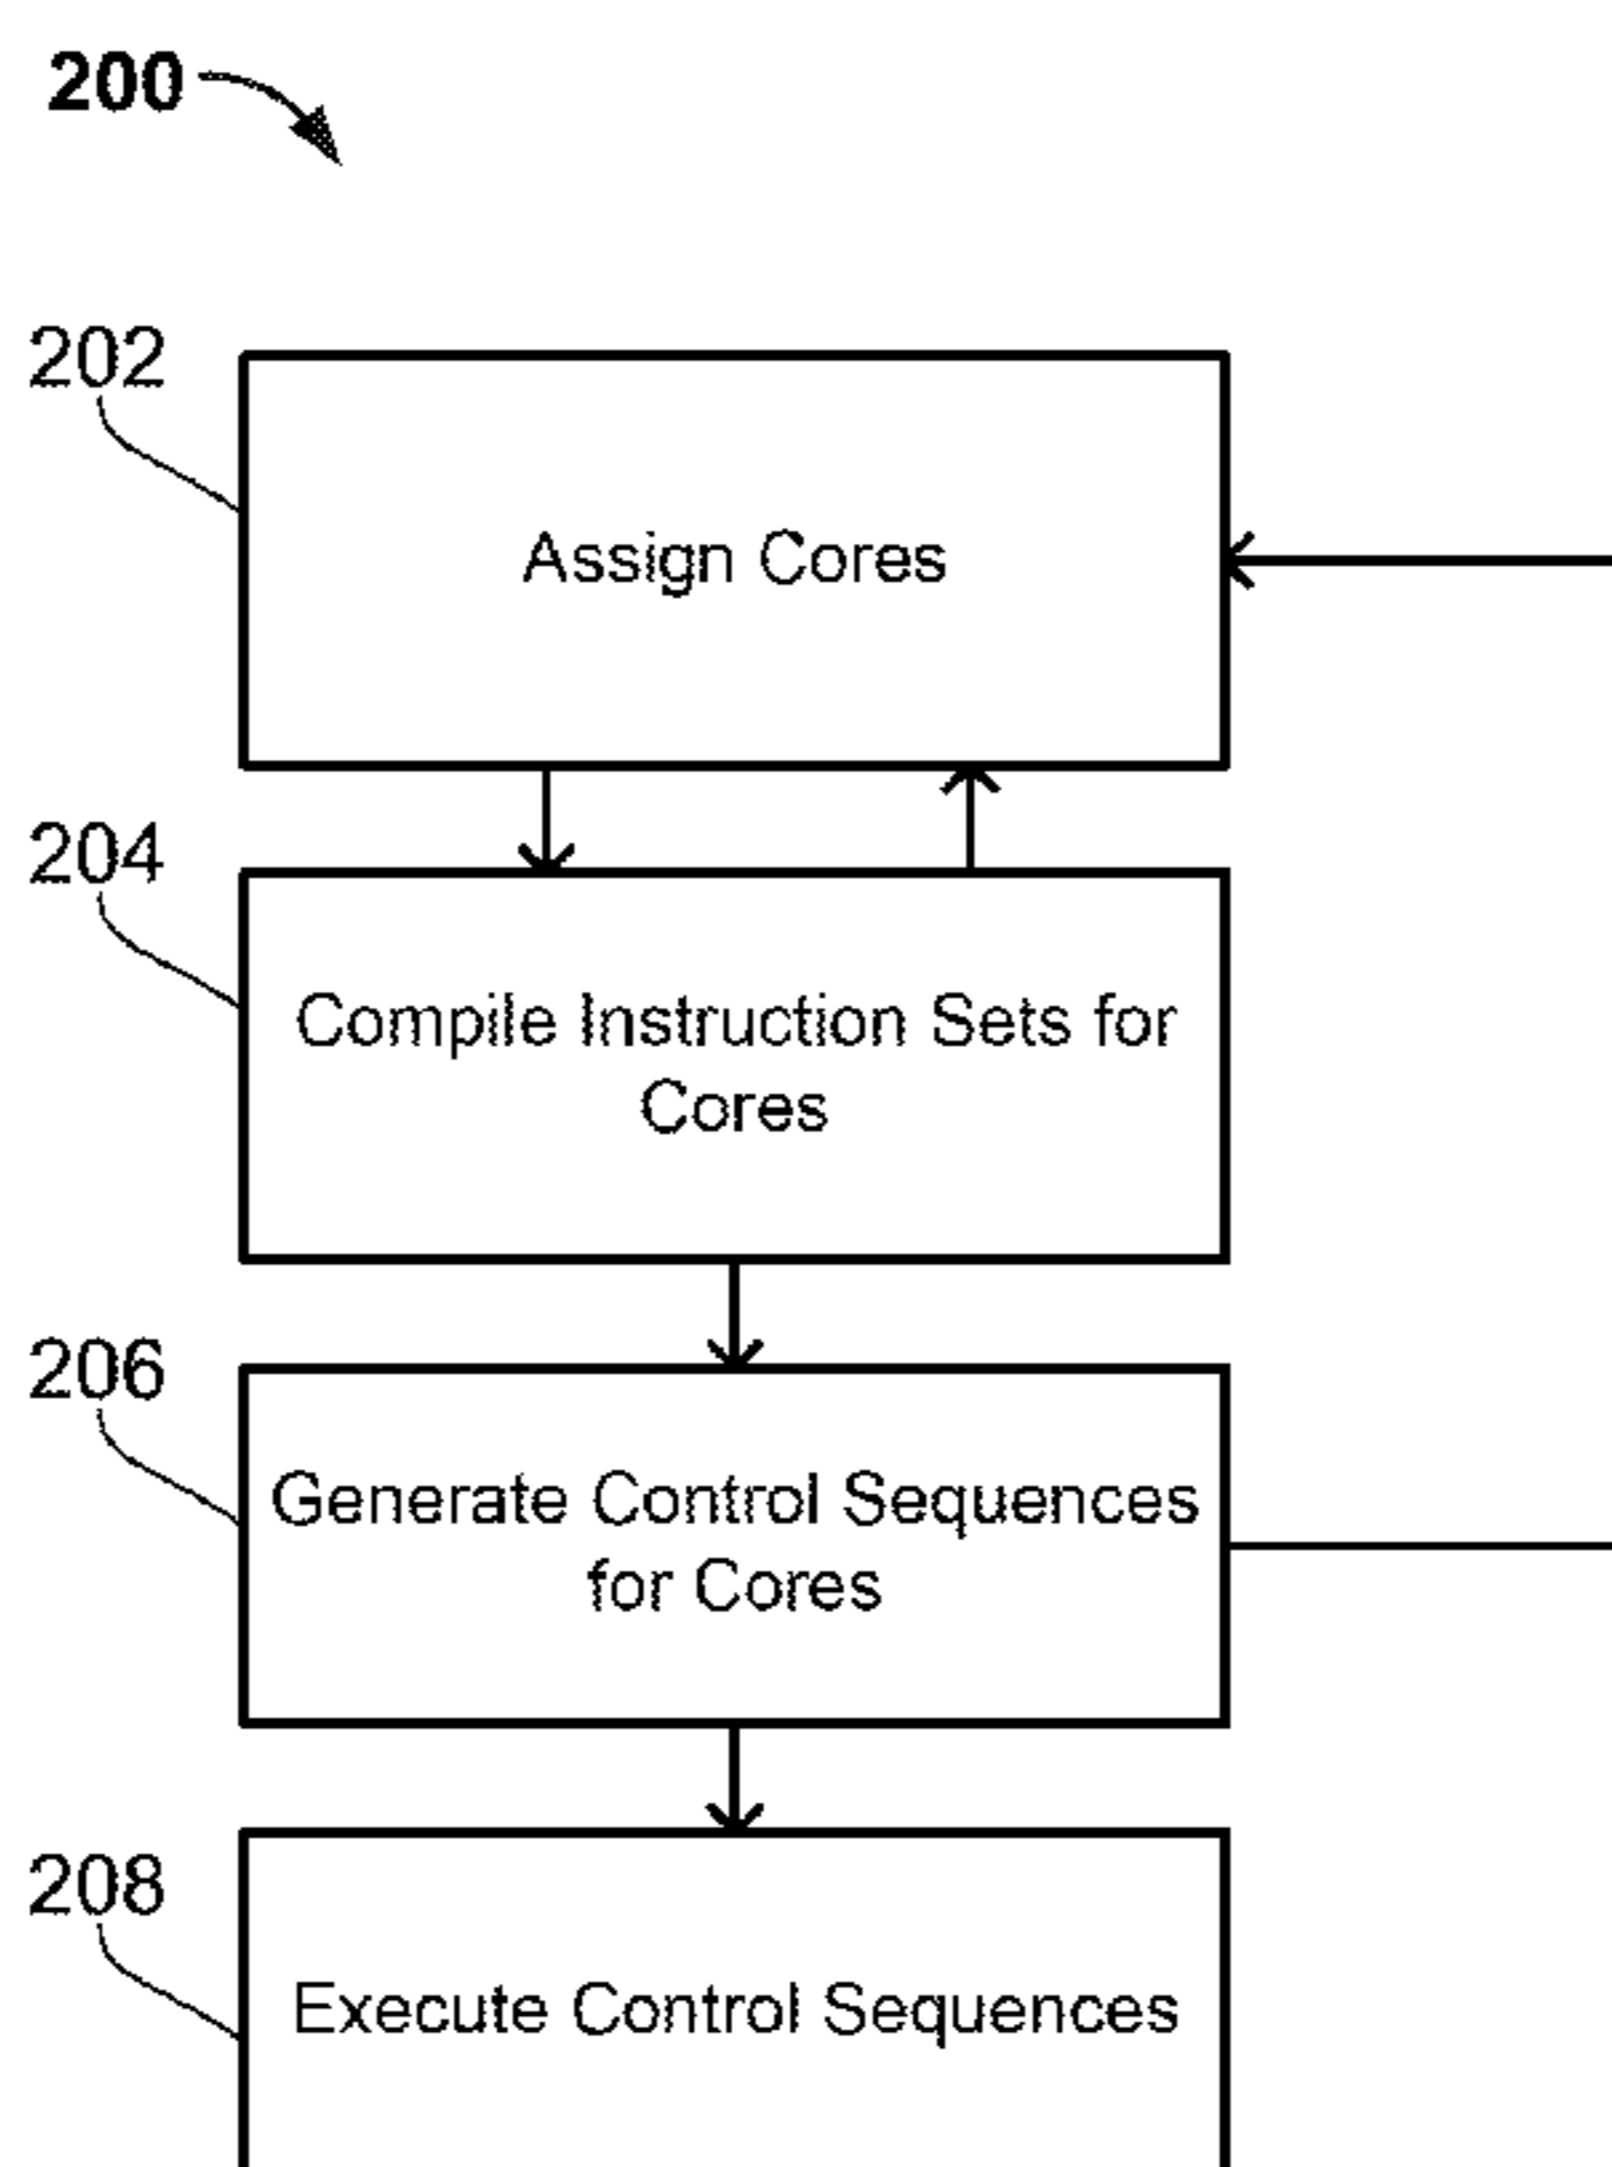 200
202
Assign Cores
204
Compile Instruction Sets for
Cores
206
Generate Control Sequences
for Cores
208
Execute Control Sequences